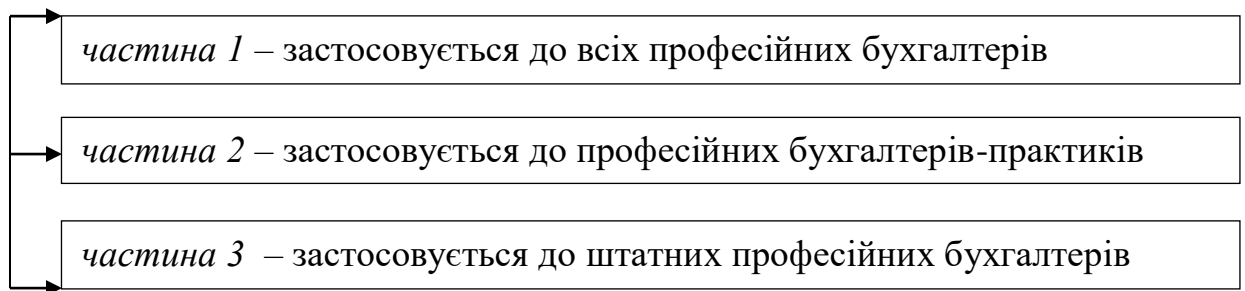 частина 1 – застосовується до всіх професійних бухгалтерів
частина 2 – застосовується до професійних бухгалтерів-практиків
частина 3 – застосовується до штатних професійних бухгалтерів